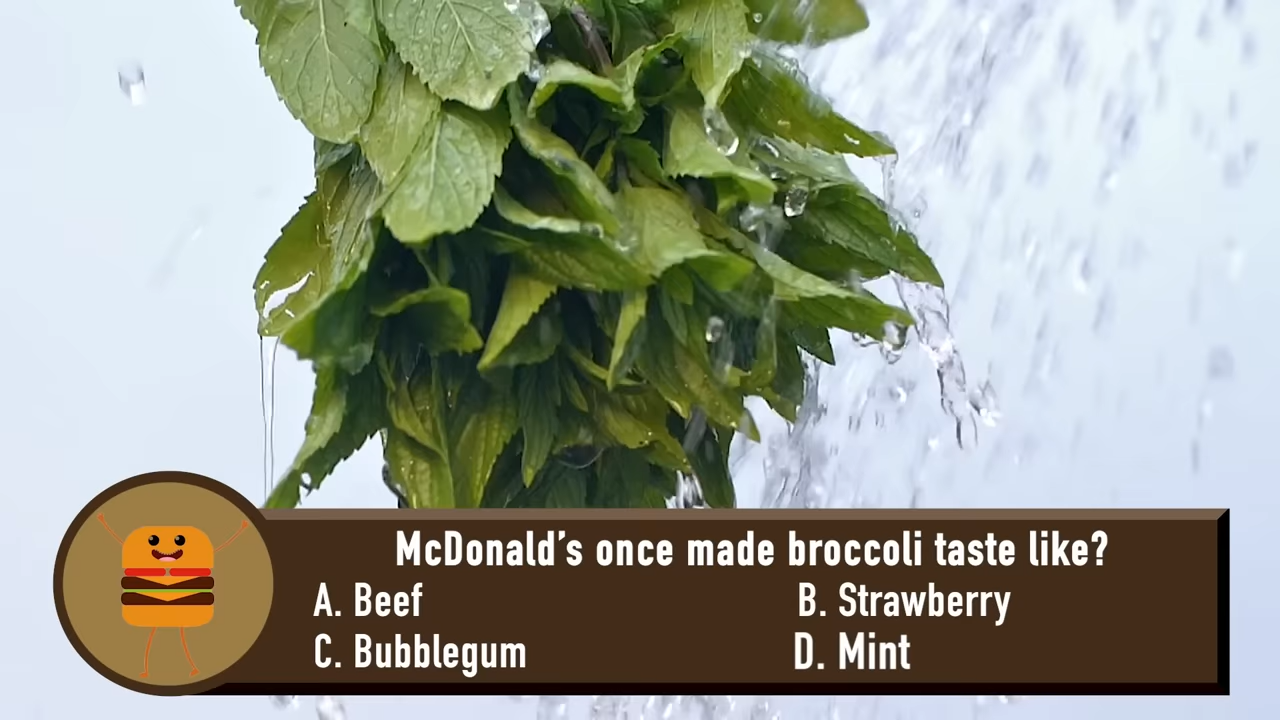 McDonald’s once made broccoli taste like?
A. Beef
B. Strawberry
C. Bubblegum
D. Mint